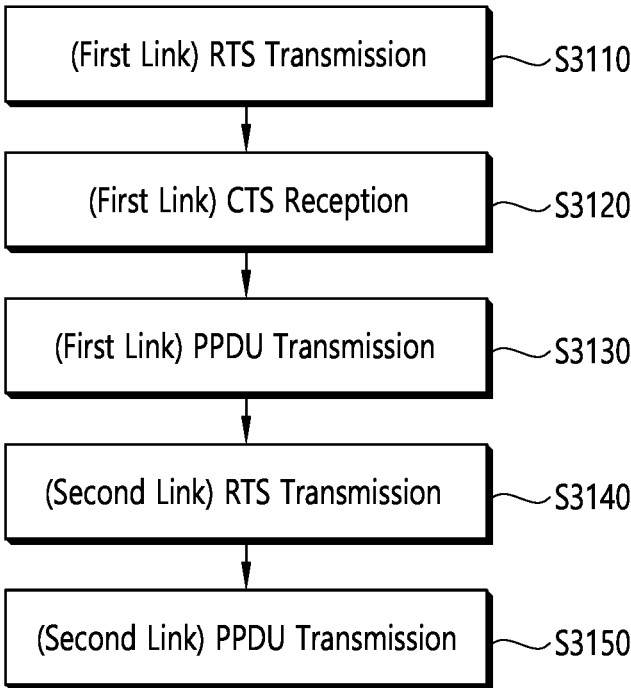 (First Link) RTS Transmission S3110
(First Link) CTS Reception S3120
(First Link) PPDU Transmission S3130
(Second Link) RTS Transmission S3140
(Second Link) PPDU Transmission S3150